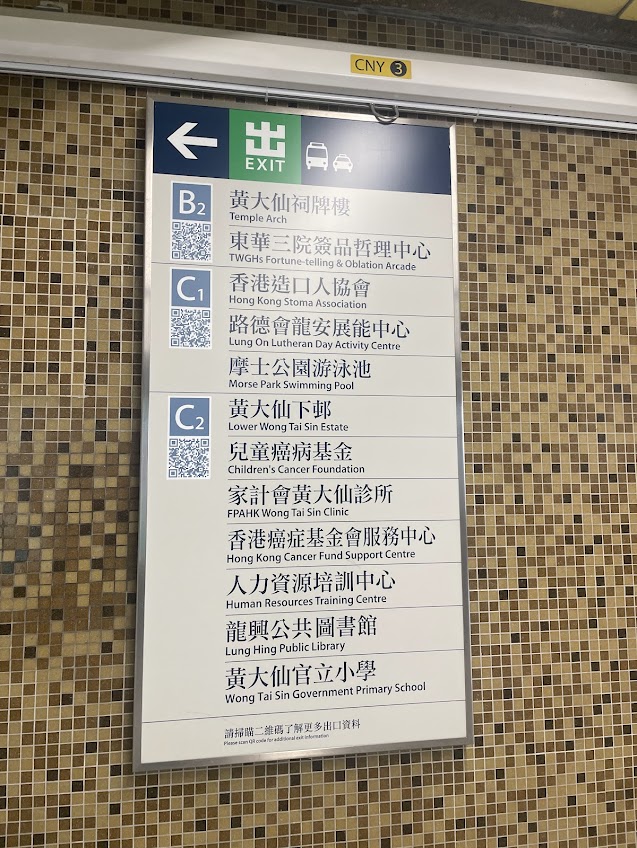 CNY 3
出
EXIT
B2
黃大仙祠牌樓
Temple Arch
東華三院簽品哲理中心
TWGHs Fortune-telling & Oblation Arcade
C1
香港造口人協會
Hong Kong Stoma Association
路德會龍安展能中心
Lung On Lutheran Day Activity Centre
摩士公園游泳池
Morse Park Swimming Pool
C2
黃大仙下邨
Lower Wong Tai Sin Estate
兒童癌病基金
Children's Cancer Foundation
家計會黃大仙診所
FPAHK Wong Tai Sin Clinic
香港癌症基金會服務中心
Hong Kong Cancer Fund Support Centre
人力資源培訓中心
Human Resources Training Centre
龍興公共圖書館
Lung Hing Public Library
黃大仙官立小學
Wong Tai Sin Government Primary School
請掃瞄二維碼了解更多出口資料
Please scan QR code for additional exit information